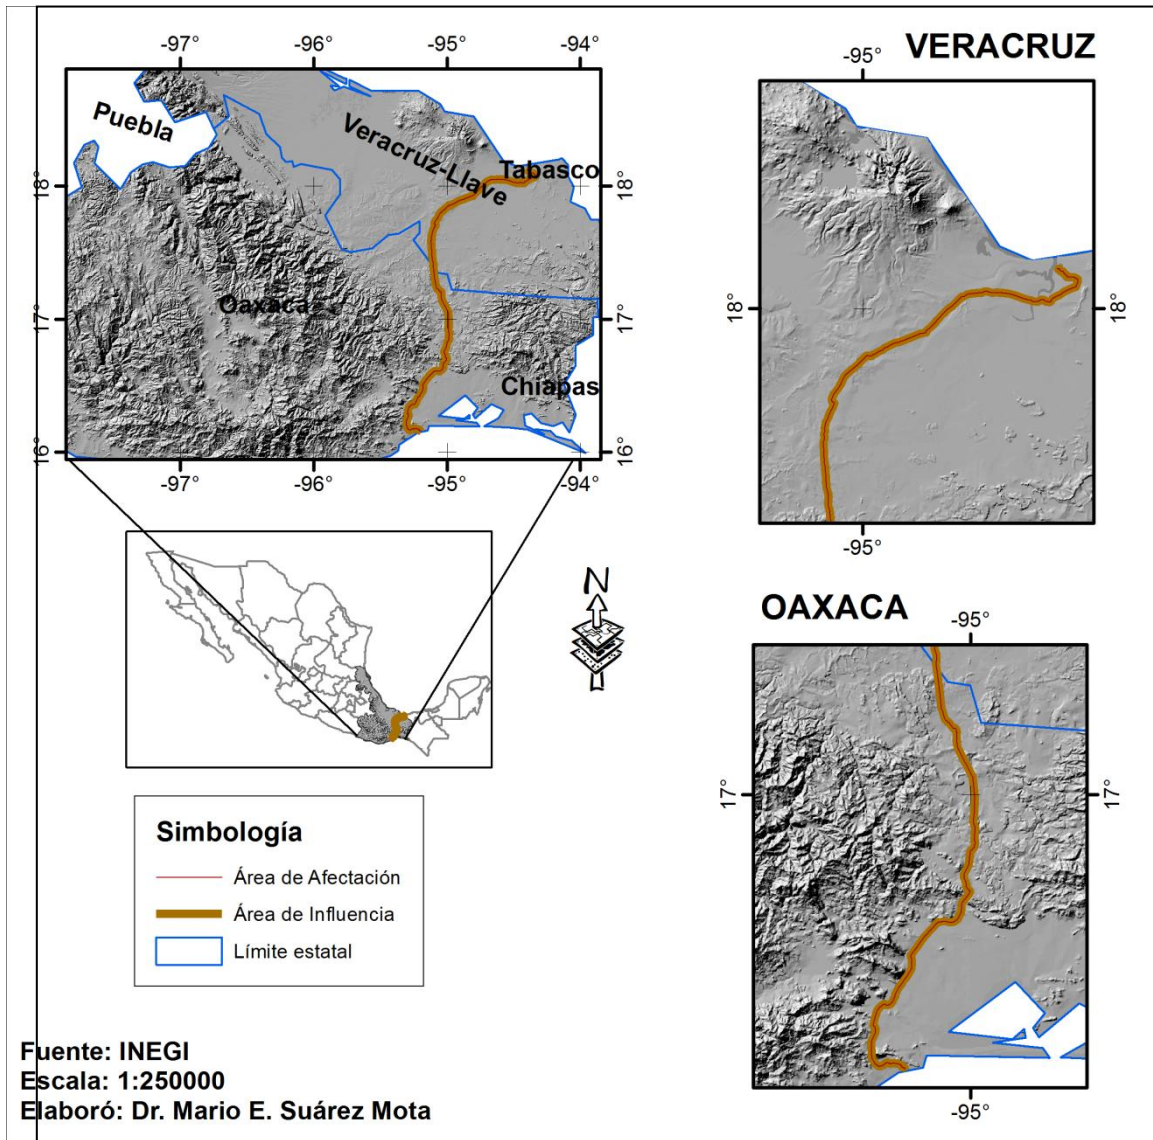 -97°
-96°
-95°
-94°
Puebla
Veracruz-Llave
Tabasco
Oaxaca
Chiapas
18°
17°
16°
18°
17°
16°
-97°
-96°
-95°
-94°
VERACRUZ
-95°
18°
18°
-95°
N
OAXACA
-95°
17°
17°
-95°
Simbología
Área de Afectación
Área de Influencia
Límite estatal
Fuente: INEGI
Escala: 1:250000
Elaboró: Dr. Mario E. Suárez Mota